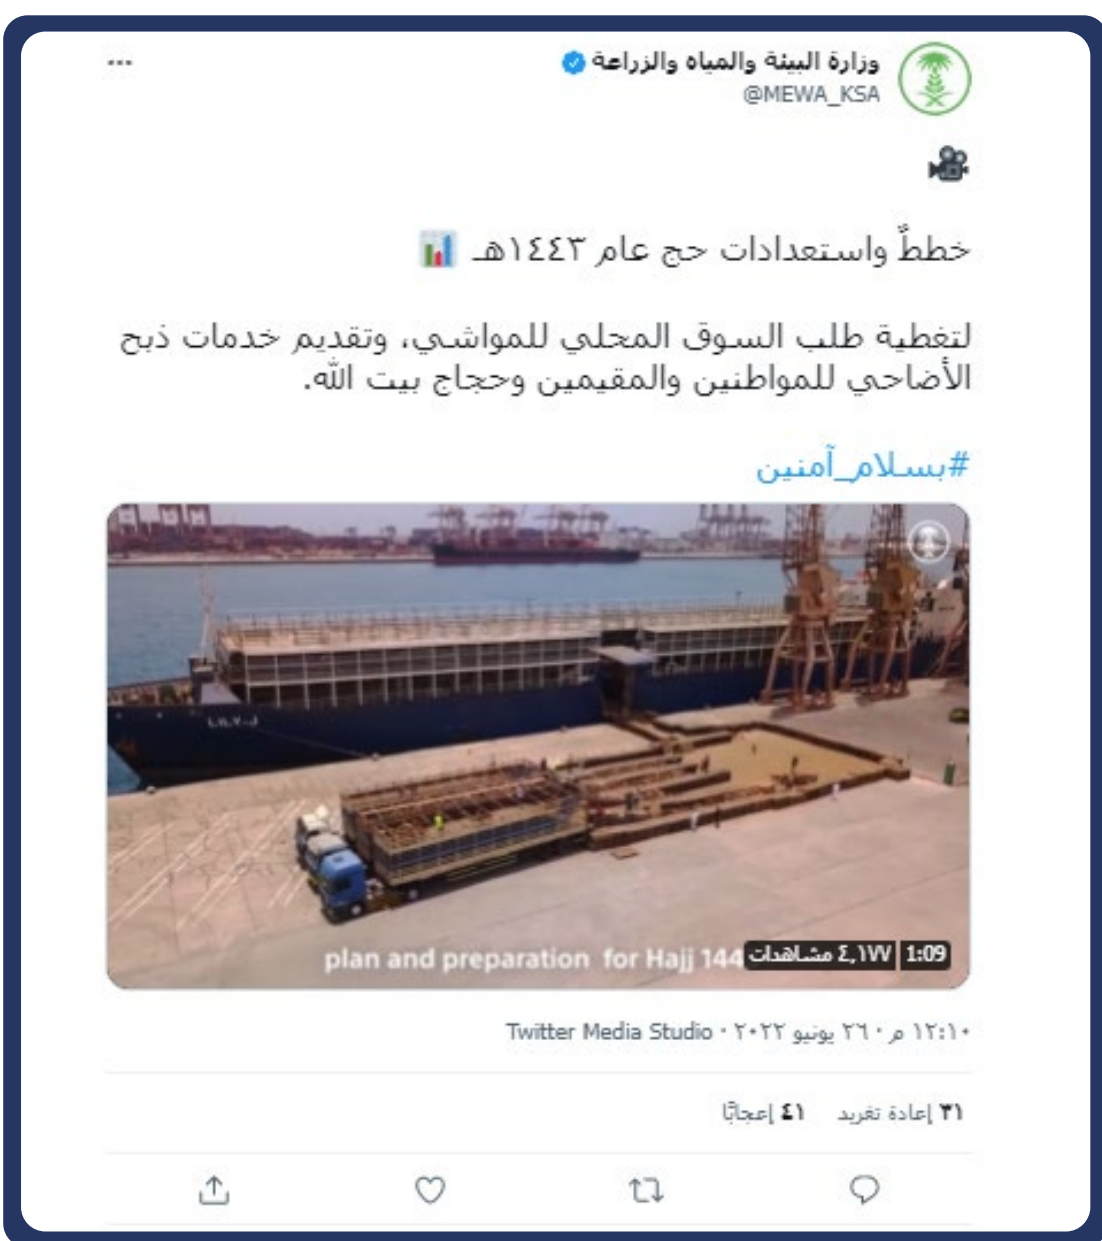 وزارة البيئة والمياه والزراعة
@MEWA_KSA
خططٌ واستعدادات حج عام ١٤٤٣هـ
لتغطية طلب السوق المحلي للمواشي، وتقديم خدمات ذبح
الأضاحي للمواطنين والمقيمين وحجاج بيت الله.
#بسلام_آمنين
LILY-J
plan and preparation for Hajj 144
1:09 ٤,١٧٧ مشاهدات
١٢:١٠ م · ٢٦ يونيو ٢٠٢٢ · Twitter Media Studio
٣١ إعادة تغريد ٤١ إعجابًا